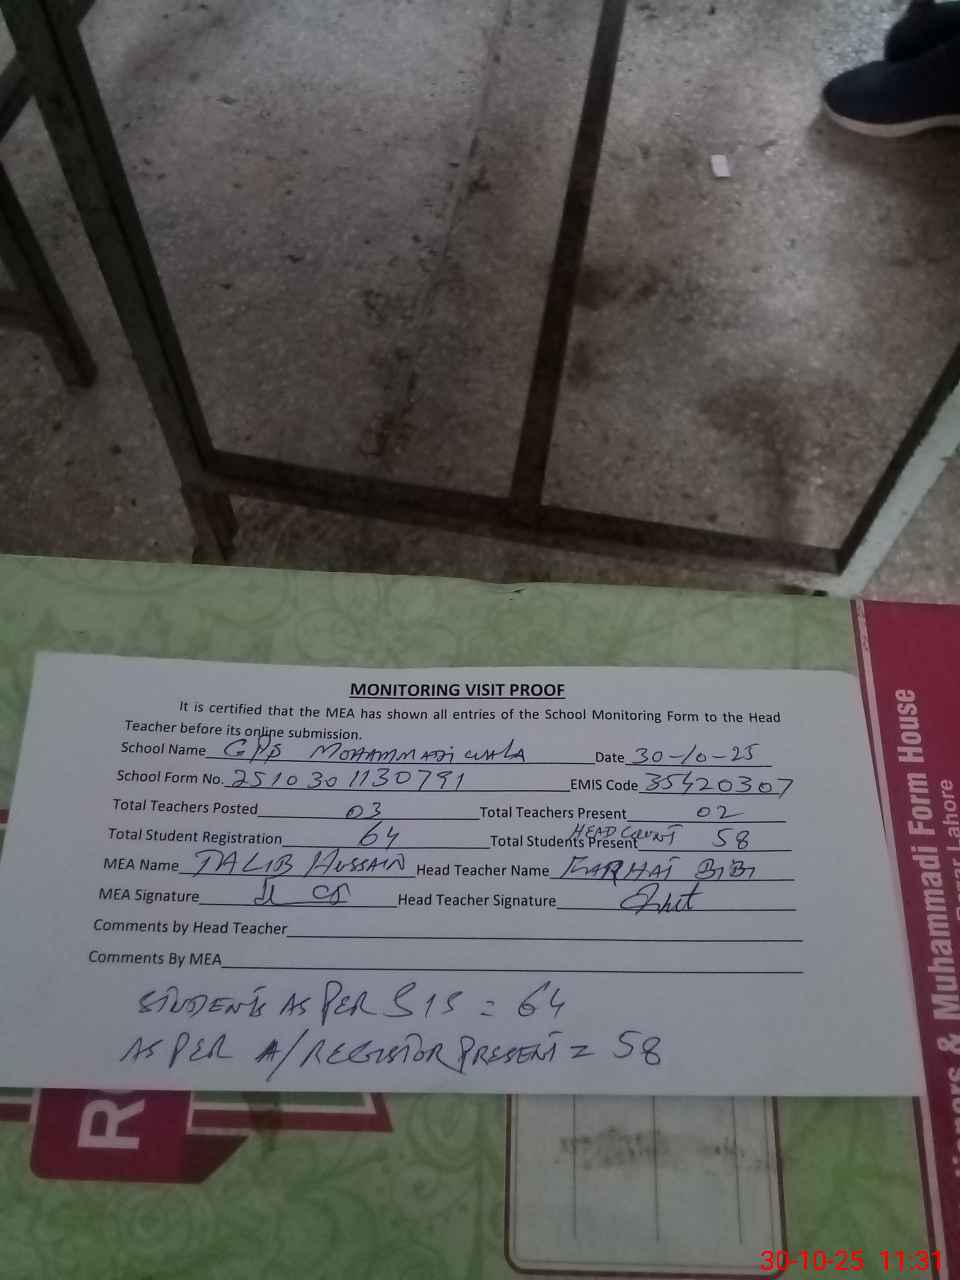 MONITORING VISIT PROOF
It is certified that the MEA has shown all entries of the School Monitoring Form to the Head
Teacher before its online submission.
School Name GPS MOHAMMADI WALA Date 30-10-25
School Form No. 2510301130791 EMIS Code 35420307
Total Teachers Posted 03 Total Teachers Present 02
Total Student Registration 64 Total Students Present HEAD COUNT 58
MEA Name TALIB HUSSAIN Head Teacher Name FARHAT BIBI
MEA Signature Head Teacher Signature
Comments by Head Teacher
Comments By MEA
STUDENTS AS PER SIS = 64
AS PER A/REGISTOR PRESENT = 58
& Muhammadi Form House
Lahore
30-10-25 11:31